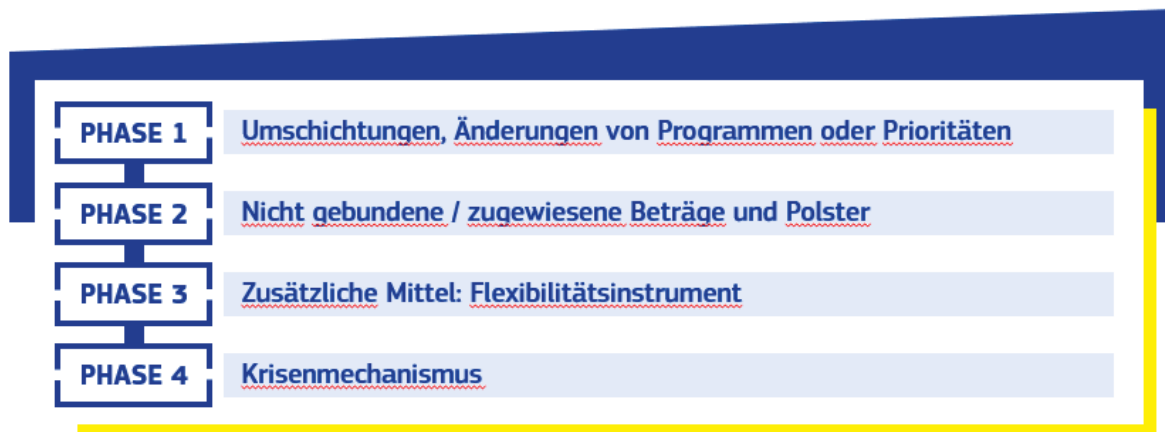 PHASE 1
Umschichtungen, Änderungen von Programmen oder Prioritäten
PHASE 2
Nicht gebundene / zugewiesene Beträge und Polster
PHASE 3
Zusätzliche Mittel: Flexibilitätsinstrument
PHASE 4
Krisenmechanismus